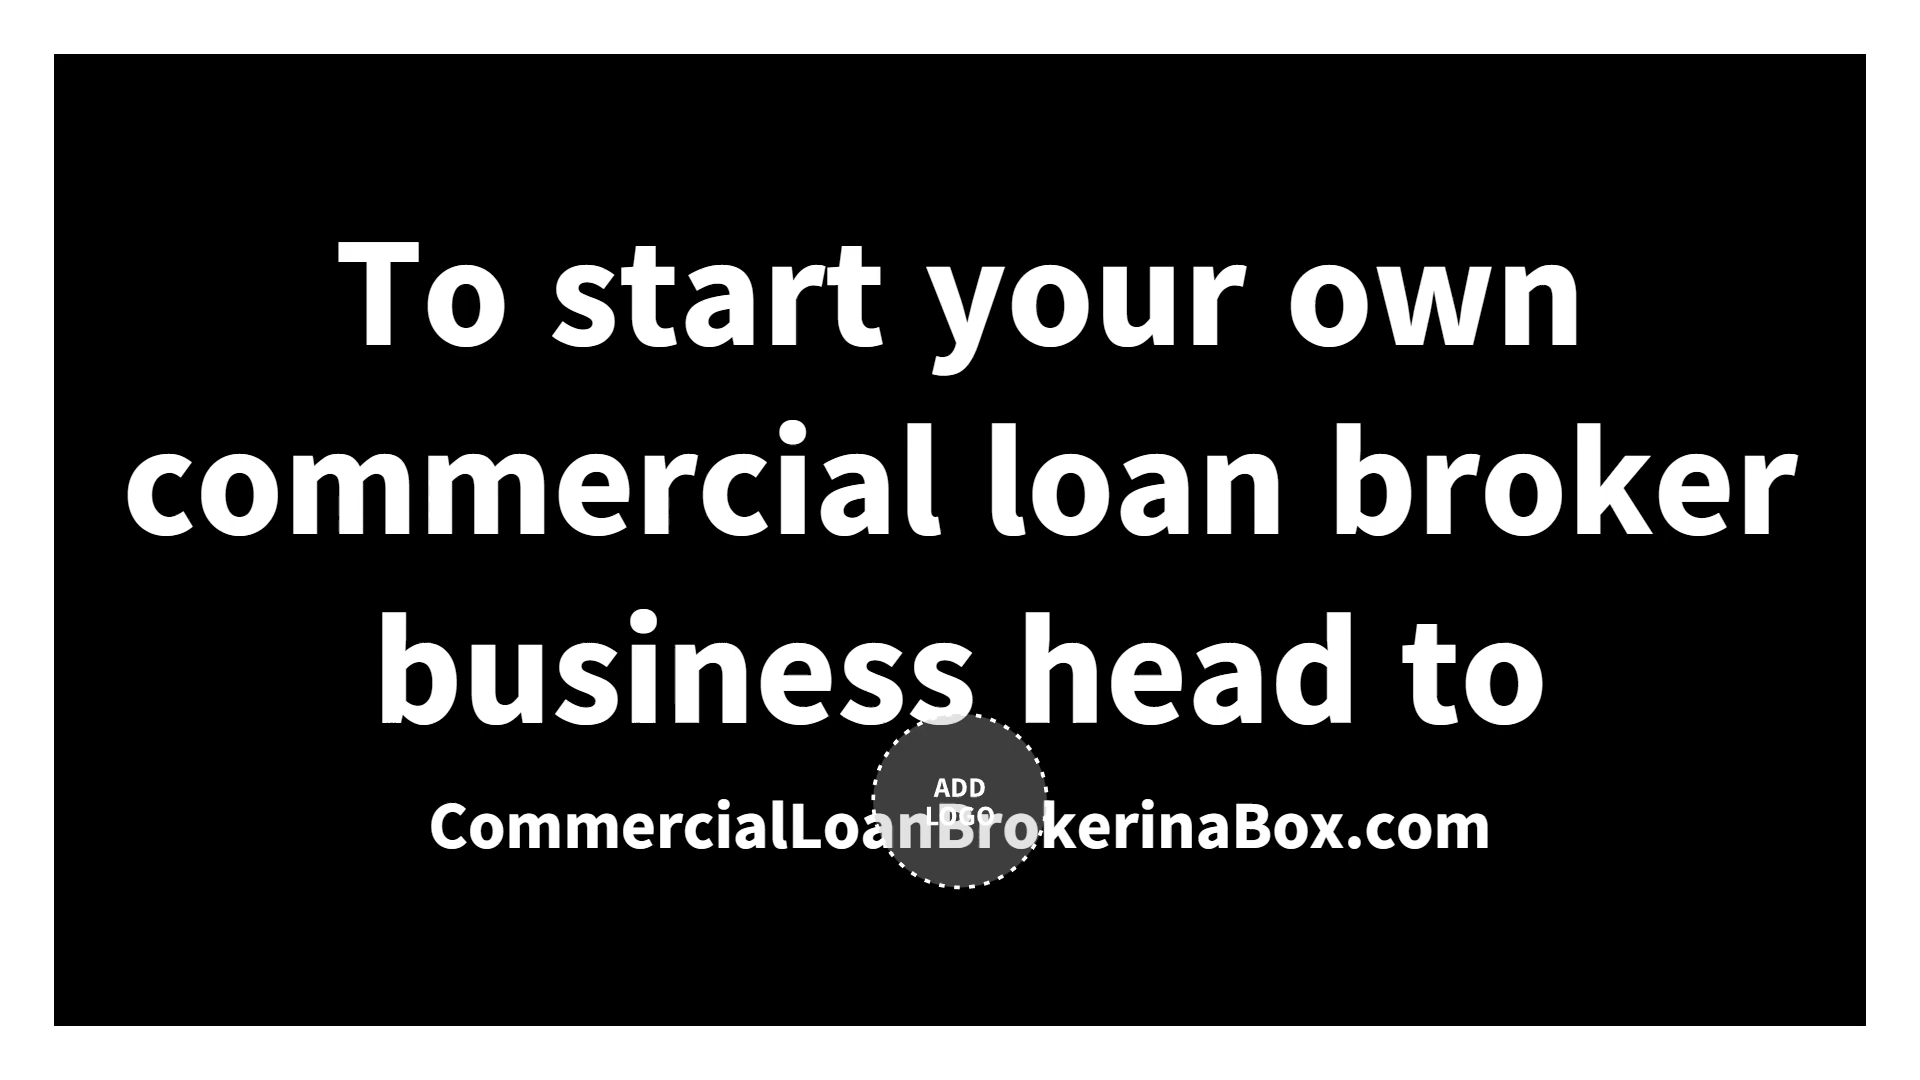 To start your own
commercial loan broker
business head to
ADD
LOGO
CommercialLoanBrokerinaBox.com